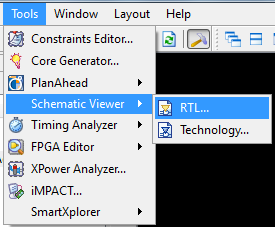 Tools Window Layout Help
Constraints Editor...
Core Generator...
PlanAhead
Schematic Viewer
Timing Analyzer
FPGA Editor
XPower Analyzer...
iMPACT...
SmartXplorer
RTL...
Technology...